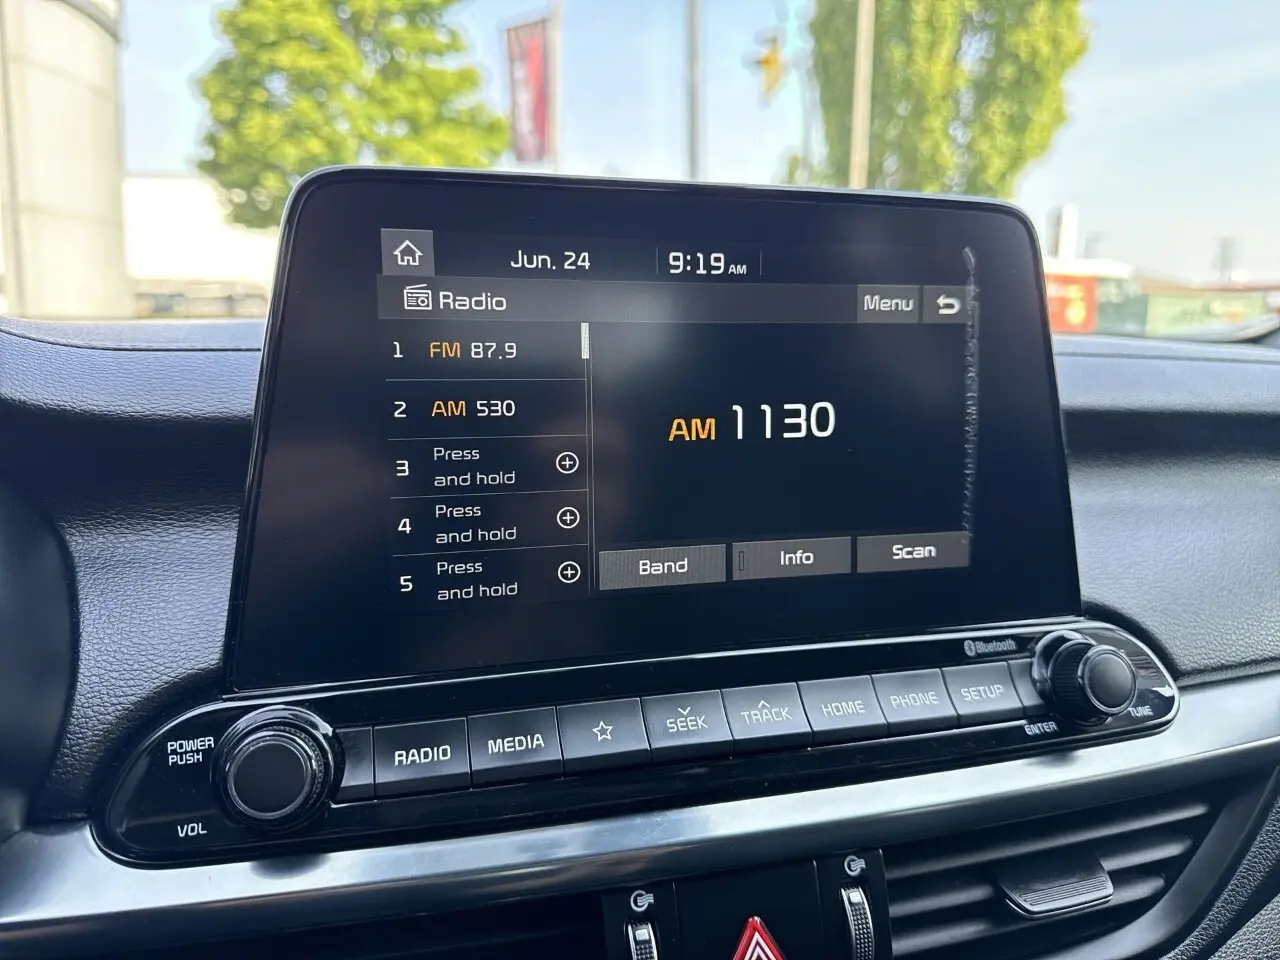 Jun. 24 9:19 AM
Radio Menu
1 FM 87.9
2 AM 530
3 Press and hold
4 Press and hold
5 Press and hold
AM 1130
Band Info Scan
Bluetooth
POWER
PUSH
VOL
RADIO MEDIA SEEK TRACK HOME PHONE SETUP
ENTER
TUNE